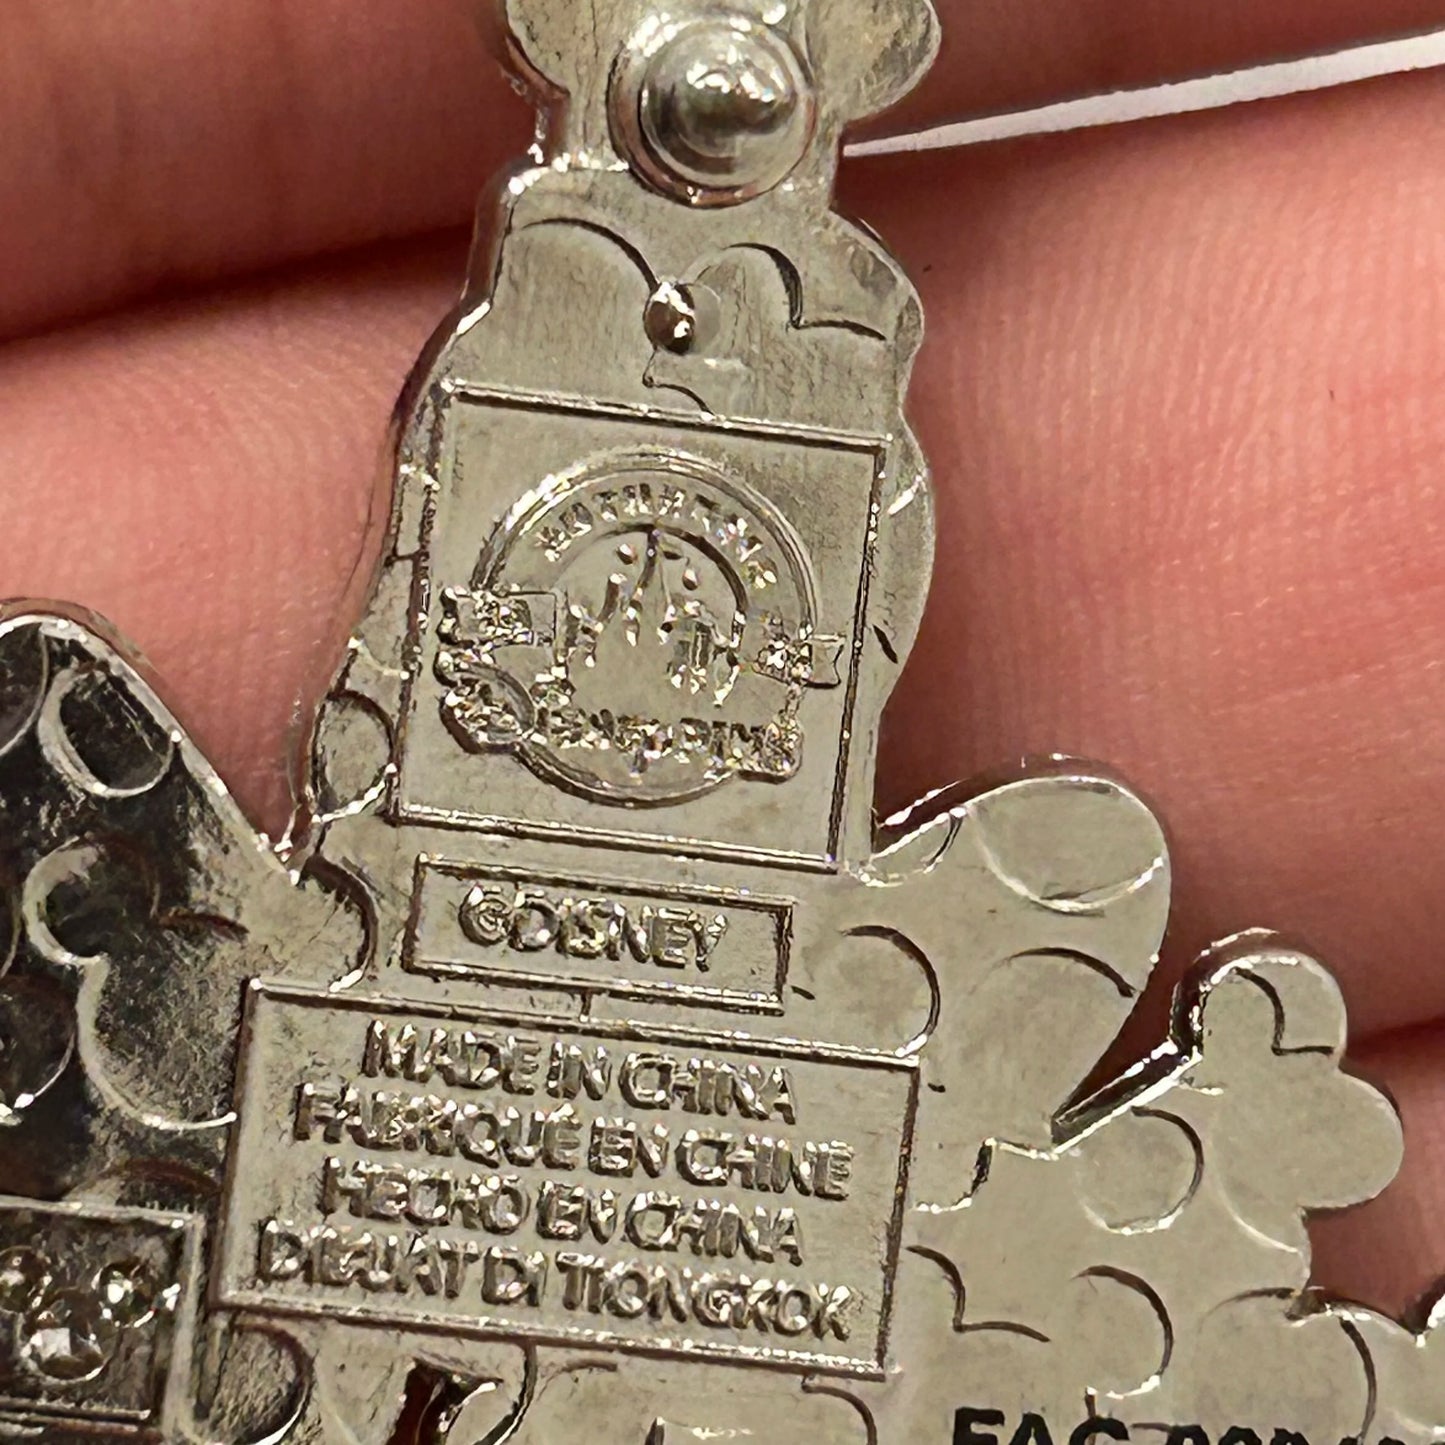 ©DISNEY
MADE IN CHINA
FABRIQUÉ EN CHINE
HECHO EN CHINA
DIBUAT DI TIONGKOK